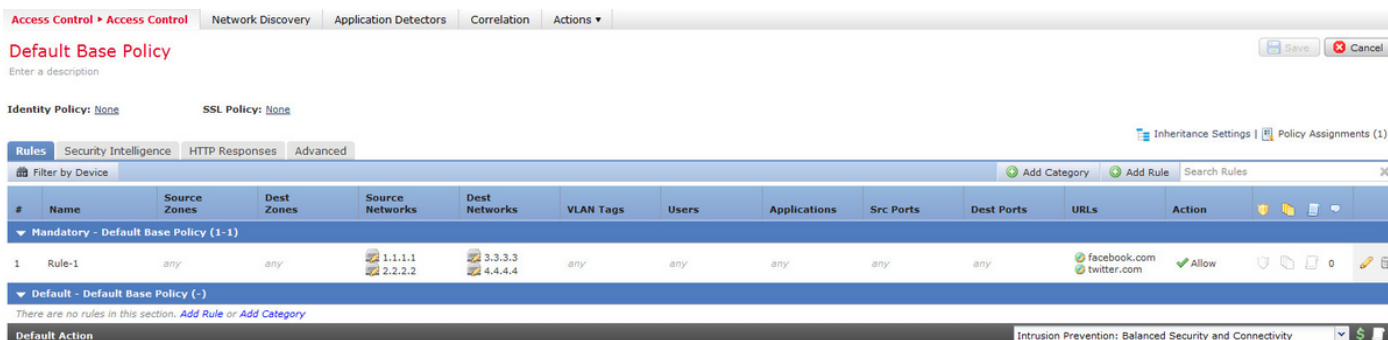 Access Control ▸ Access Control Network Discovery Application Detectors Correlation Actions ▾
Default Base Policy Save Cancel
Enter a description
Identity Policy: None SSL Policy: None
Inheritance Settings | Policy Assignments (1)
Rules Security Intelligence HTTP Responses Advanced
Filter by Device Add Category Add Rule Search Rules
# Name Source Zones Dest Zones Source Networks Dest Networks VLAN Tags Users Applications Src Ports Dest Ports URLs Action
Mandatory - Default Base Policy (1-1)
1 Rule-1 any any 1.1.1.1 3.3.3.3 any any any any any facebook.com Allow 0
2.2.2.2 4.4.4.4 twitter.com
Default - Default Base Policy (-)
There are no rules in this section. Add Rule or Add Category
Default Action Intrusion Prevention: Balanced Security and Connectivity